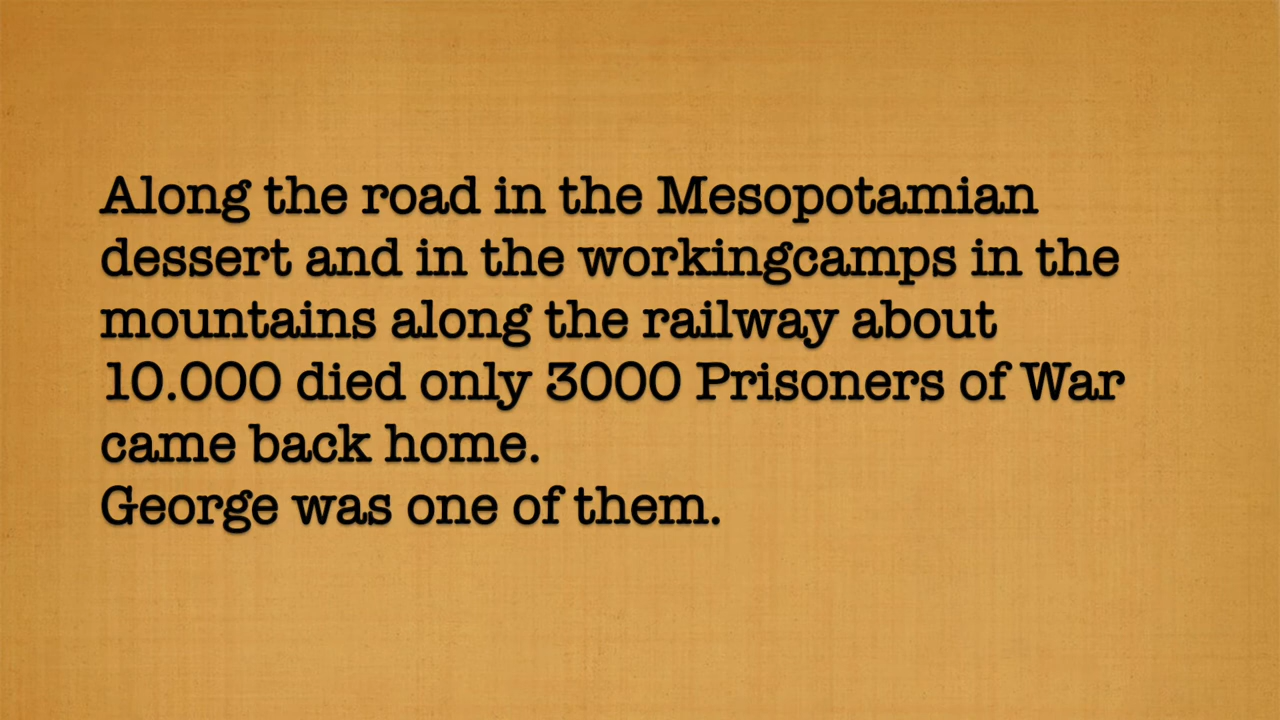 Along the road in the Mesopotamian
dessert and in the workingcamps in the
mountains along the railway about
10.000 died only 3000 Prisoners of War
came back home.
George was one of them.